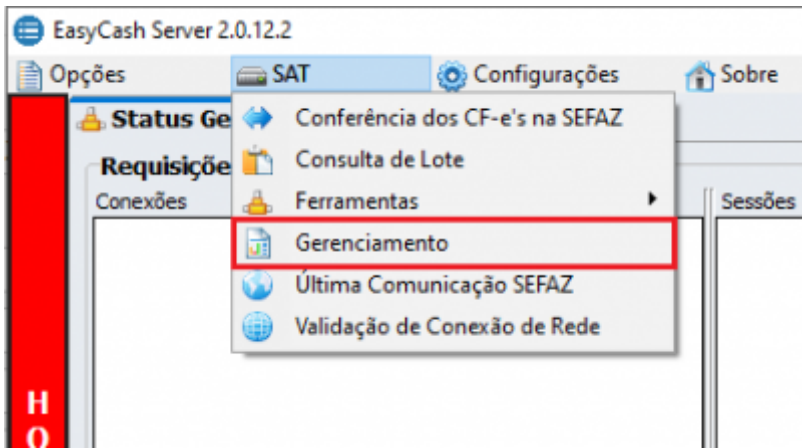 EasyCash Server 2.0.12.2
Opções SAT Configurações Sobre
Status Ge
Conferência dos CF-e's na SEFAZ
Requisiçõe
Consulta de Lote
Conexões
Ferramentas
Sessões
Gerenciamento
Última Comunicação SEFAZ
Validação de Conexão de Rede
H
O